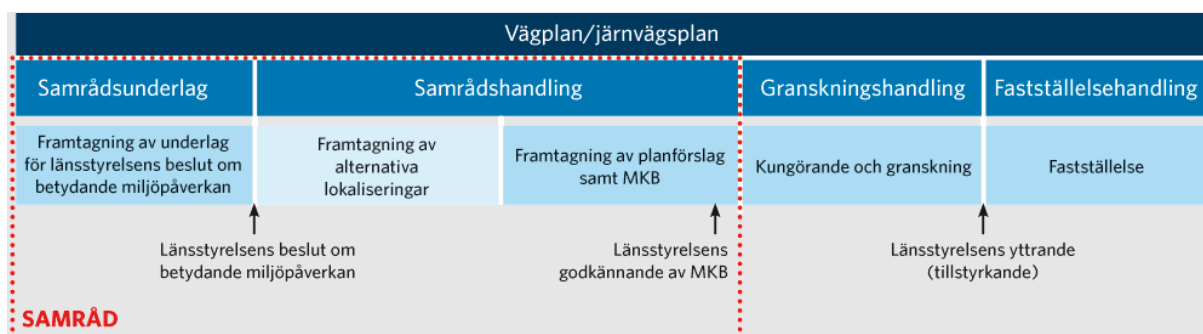 Vägplan/järnvägsplan
Samrådsunderlag
Samrådshandling
Granskningshandling
Fastställelsehandling
Framtagning av underlag
för länsstyrelsens beslut om
betydande miljöpåverkan
Framtagning av
alternativa
lokaliseringar
Framtagning av planförslag
samt MKB
Kungörande och granskning
Fastställelse
Länsstyrelsens beslut om
betydande miljöpåverkan
Länsstyrelsens
godkännande av MKB
Länsstyrelsens yttrande
(tillstyrkande)
SAMRÅD